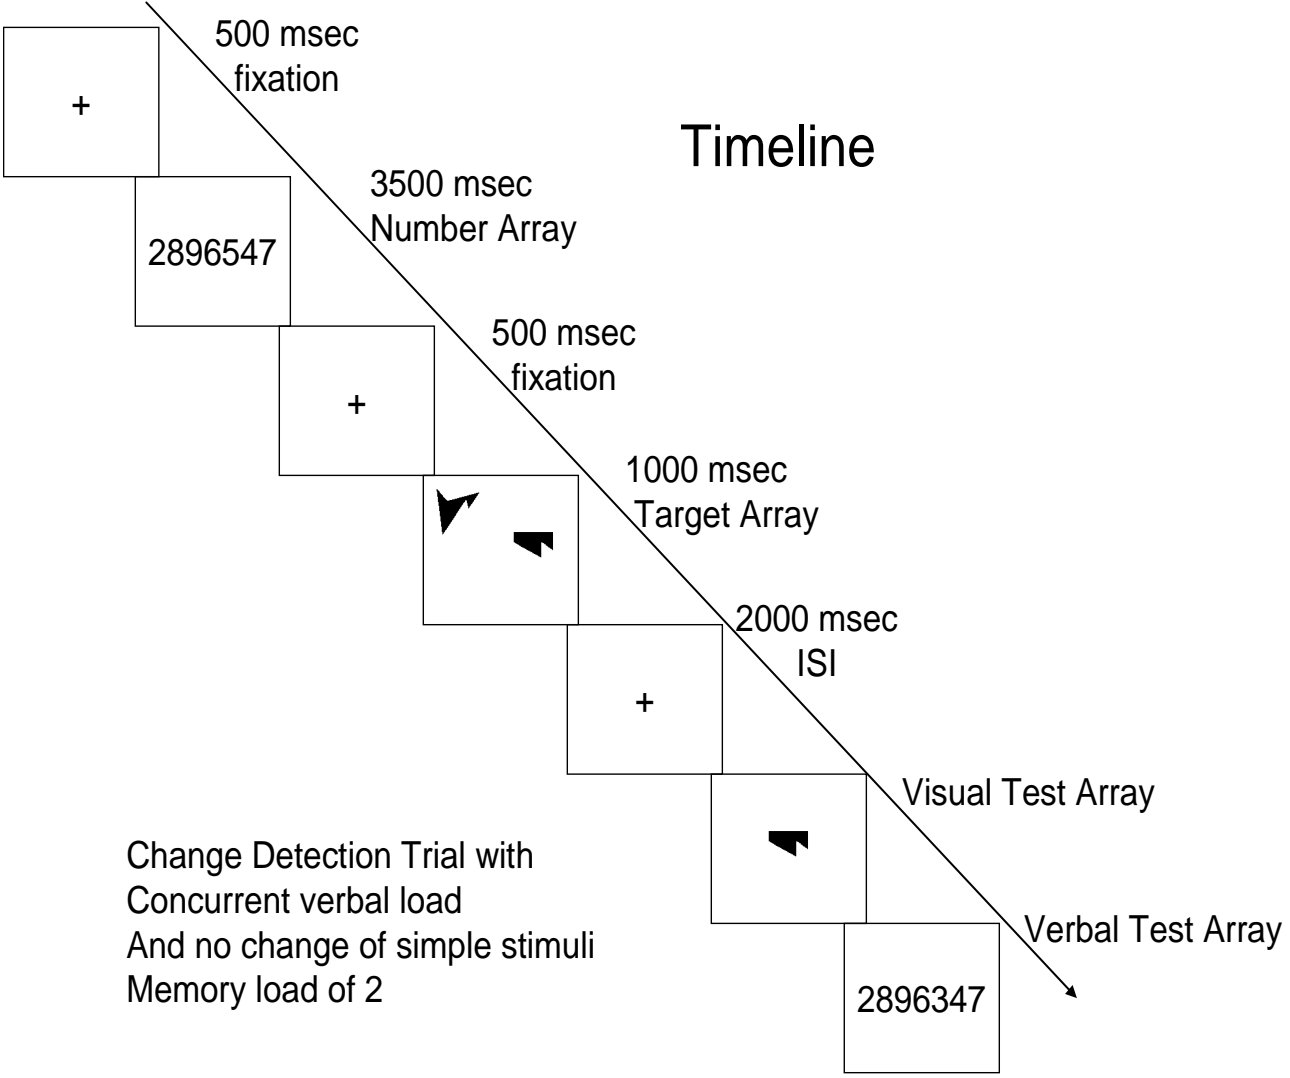 500 msec
fixation
+
Timeline
3500 msec
Number Array
2896547
500 msec
fixation
+
1000 msec
Target Array
2000 msec
ISI
+
Visual Test Array
Change Detection Trial with
Concurrent verbal load
And no change of simple stimuli
Memory load of 2
Verbal Test Array
2896347